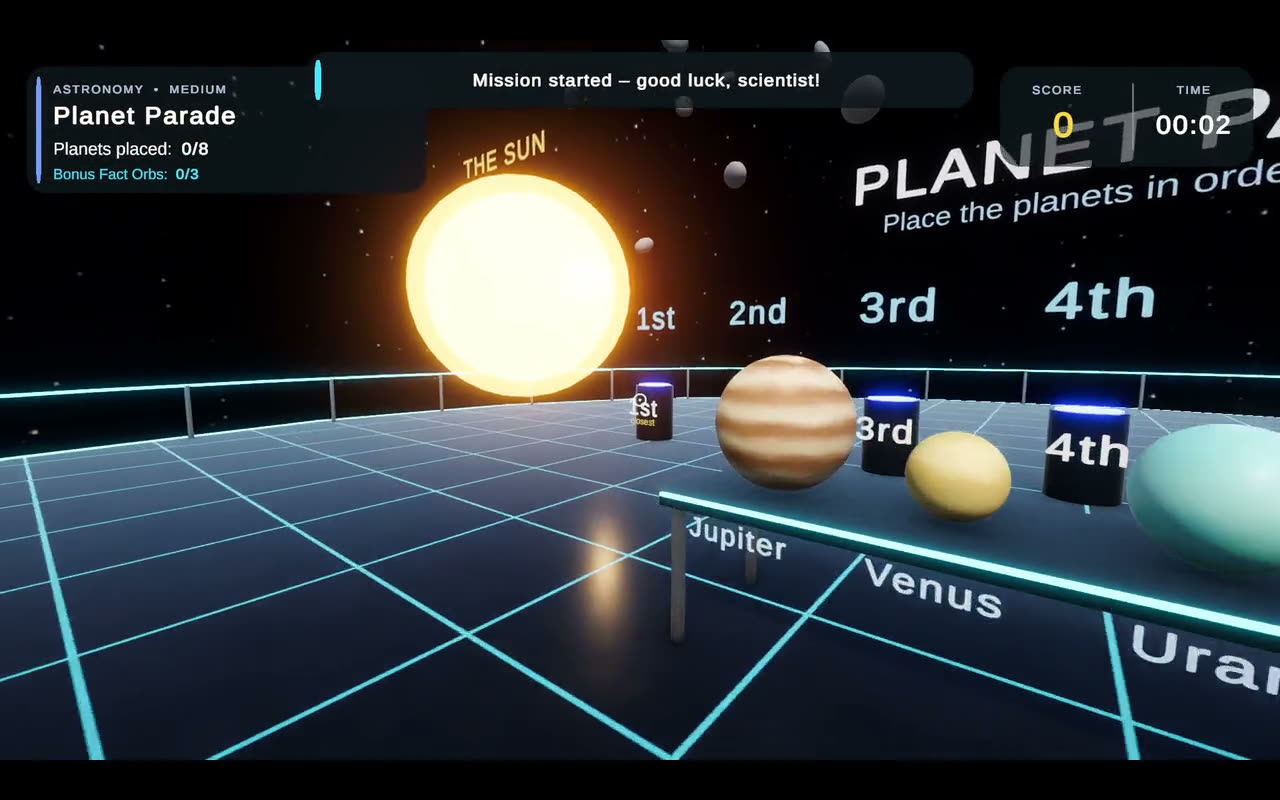 Mission started – good luck, scientist!
ASTRONOMY • MEDIUM
Planet Parade
Planets placed: 0/8
Bonus Fact Orbs: 0/3
SCORE
0
TIME
00:02
THE SUN
PLANET PA
Place the planets in orde
1st
2nd
3rd
4th
1st
3rd
4th
Jupiter
Venus
Uran